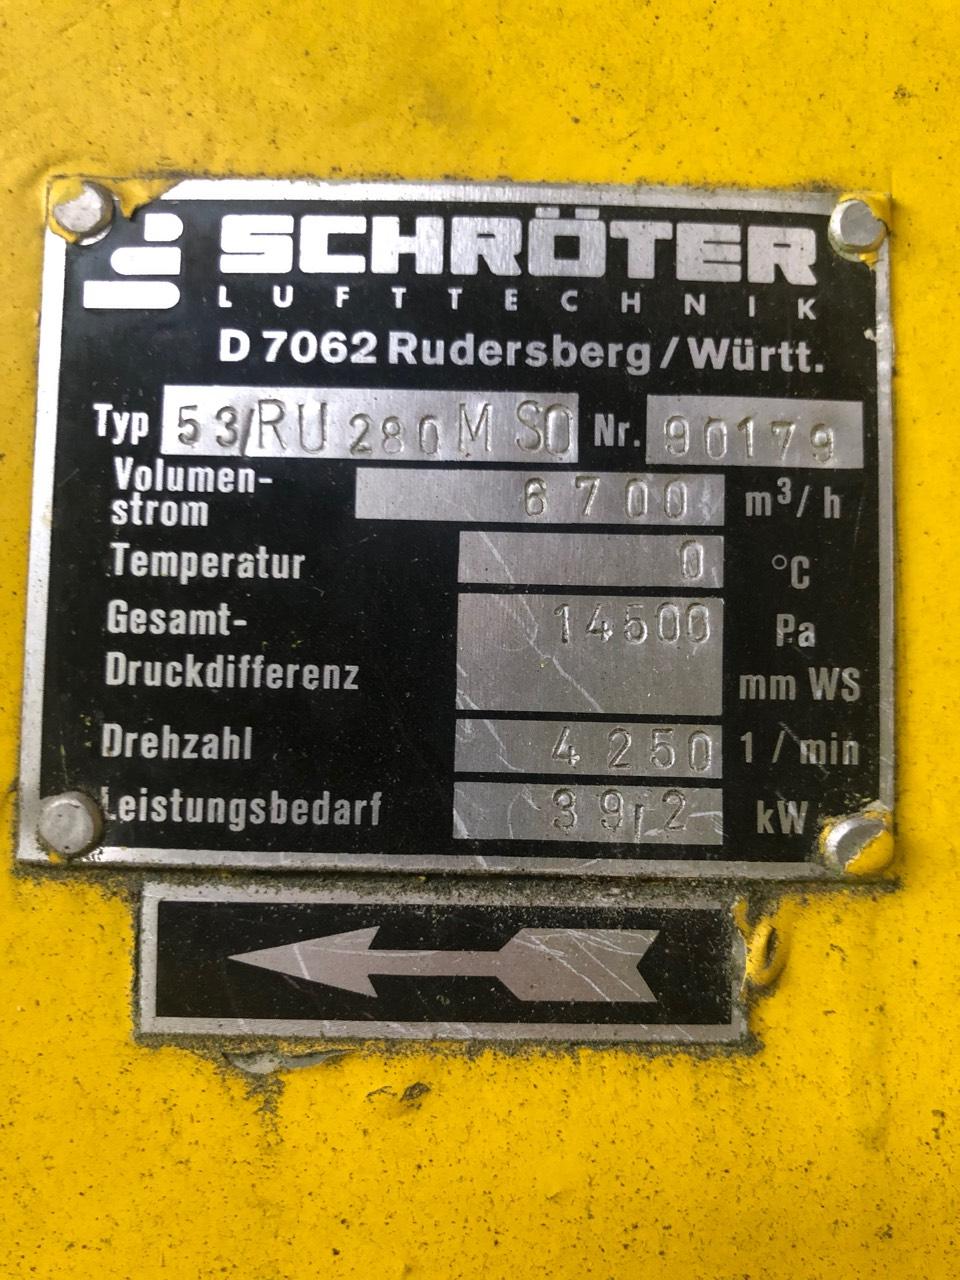 SCHRÖTER
LUFTTECHNIK
D 7062 Rudersberg / Württ.
Typ 53/RU 280 M SO Nr. 90179
Volumen-
strom 6700 m³/h
Temperatur 0 °C
Gesamt- 14500 Pa
Druckdifferenz mm WS
Drehzahl 4250 1/min
Leistungsbedarf 39,2 kW